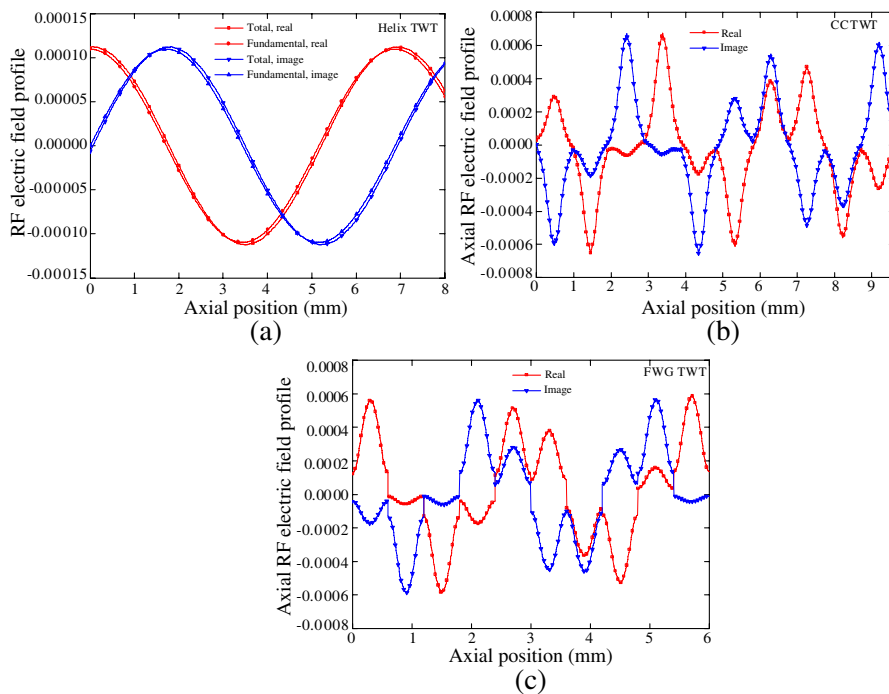 0.00015
0.00010
0.00005
0.00000
-0.000005
-0.00010
-0.00015
RF electric field profile
Helix TWT
Total, real
Fundamental, real
Total, image
Fundamental, image
0 1 2 3 4 5 6 7 8
Axial position (mm)
(a)
0.0008
0.0006
0.0004
0.0002
0.0000
-0.0002
-0.0004
-0.0006
-0.0008
Axial RF electric field profile
CCTWT
Real
Image
0 1 2 3 4 5 6 7 8 9
Axial position (mm)
(b)
0.0008
0.0006
0.0004
0.0002
0.0000
-0.0002
-0.0004
-0.0006
-0.0008
Axial RF electric field profile
FWG TWT
Real
Image
0 1 2 3 4 5 6
Axial position (mm)
(c)